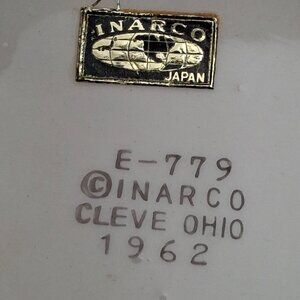 INARCO
JAPAN
E-779
©INARCO
CLEVE OHIO
1962